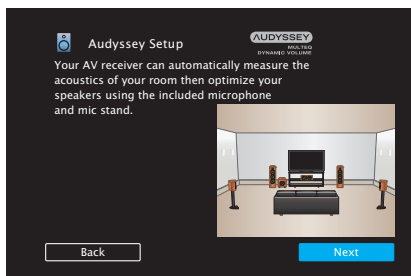 Audyssey Setup
AUDYSSEY
MULTEQ
DYNAMIC VOLUME
Your AV receiver can automatically measure the
acoustics of your room then optimize your
speakers using the included microphone
and mic stand.
Back
Next